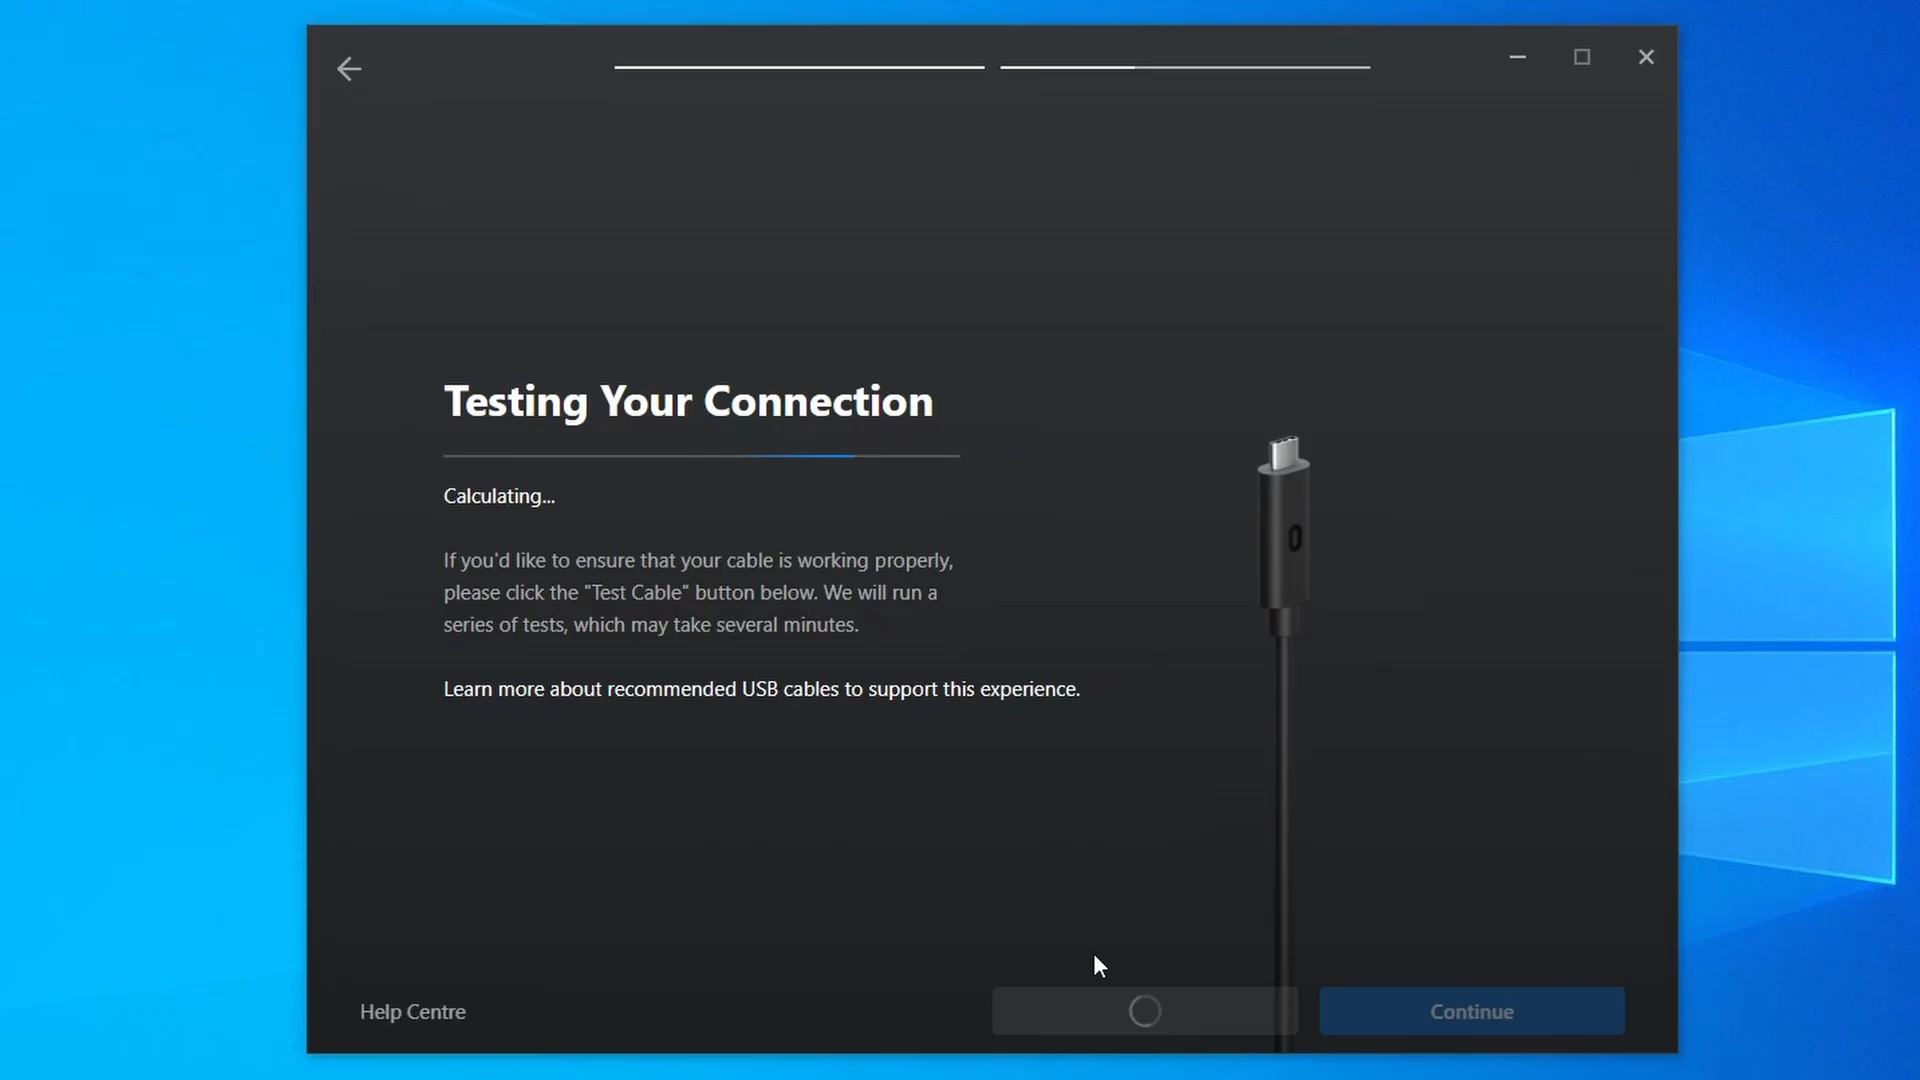 Testing Your Connection
Calculating...
If you'd like to ensure that your cable is working properly,
please click the "Test Cable" button below. We will run a
series of tests, which may take several minutes.
Learn more about recommended USB cables to support this experience.
Help Centre
Continue